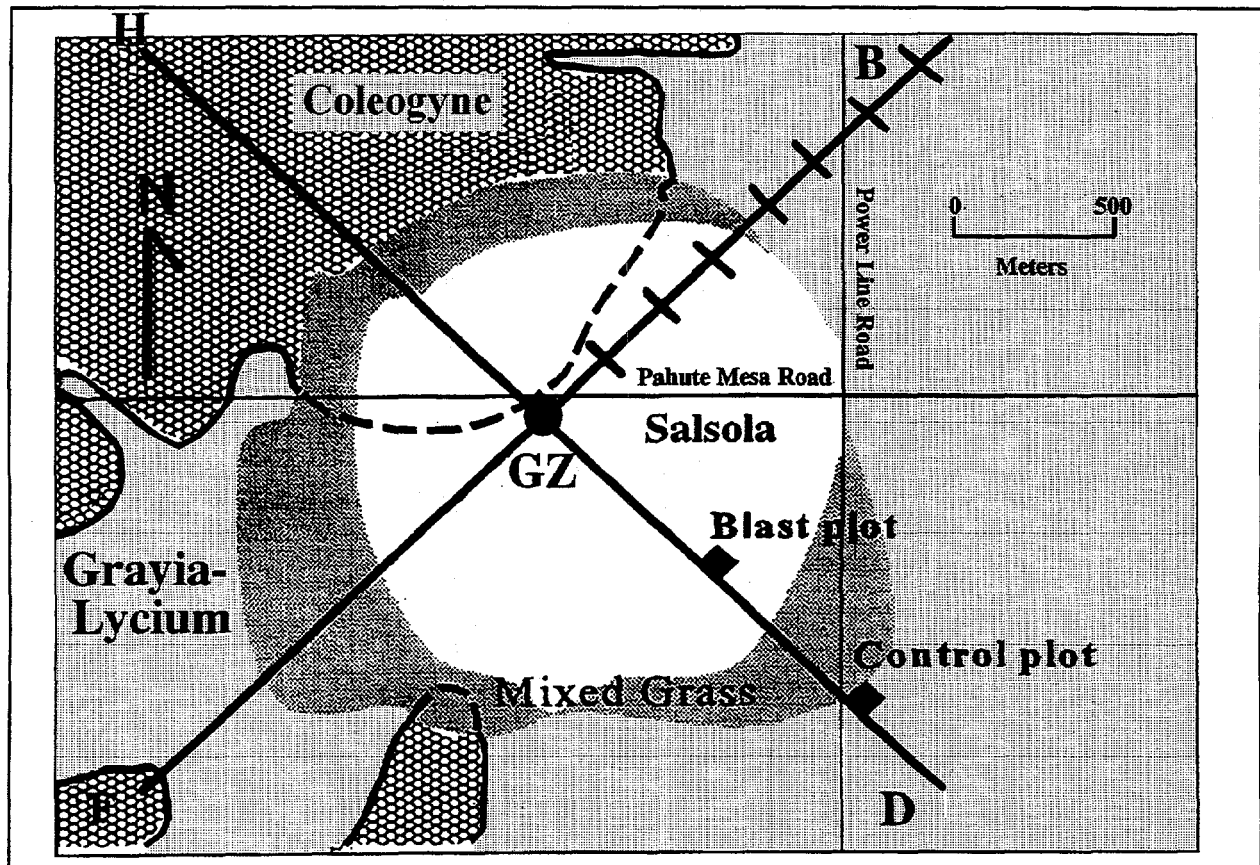 H
B
Coleogyne
N
Power Line Road
0 500
Meters
Pahute Mesa Road
Salsola
GZ
Blast plot
Grayia-
Lycium
Control plot
Mixed Grass
F
D